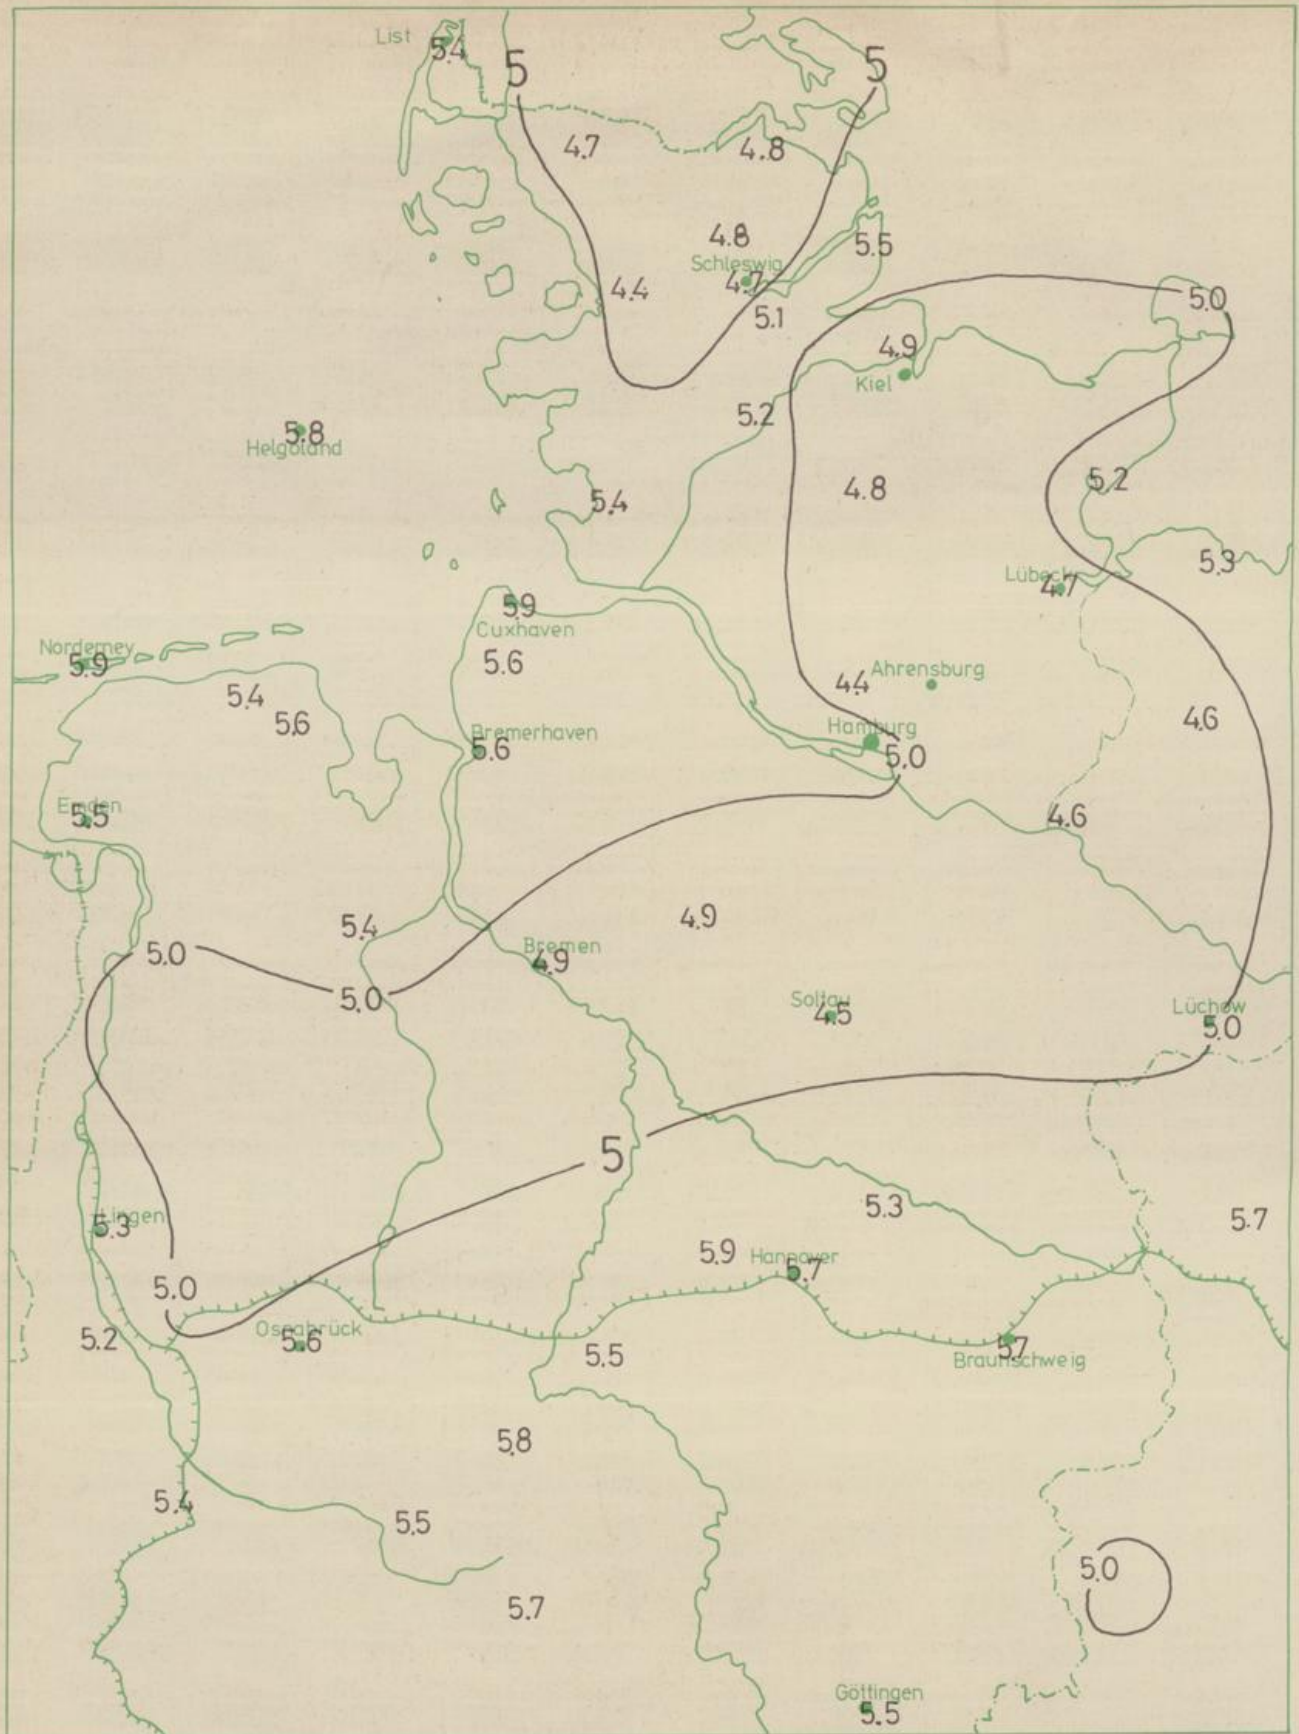 List
5.4
5
5
4.7
4.8
4.8
5.5
Schleswig
4.7
4.4
5.1
5.0
4.9
Kiel
5.2
5.8
Helgoland
4.8
5.2
5.4
5.3
Lübeck
4.7
5.9
Cuxhaven
Norderney
5.9
5.6
Ahrensburg
4.4
5.4
5.6
4.6
Hamburg
Bremerhaven
5.6
5.0
Emden
5.5
4.6
4.9
5.4
Bremen
4.9
5.0
5.0
Soltau
4.5
Lüchow
5.0
5
Lingen
5.3
5.3
5.7
5.9
Hannover
5.7
5.0
Osnabrück
5.6
5.2
5.5
5.7
Braunschweig
5.8
5.4
5.5
5.0
5.7
Göttingen
5.5